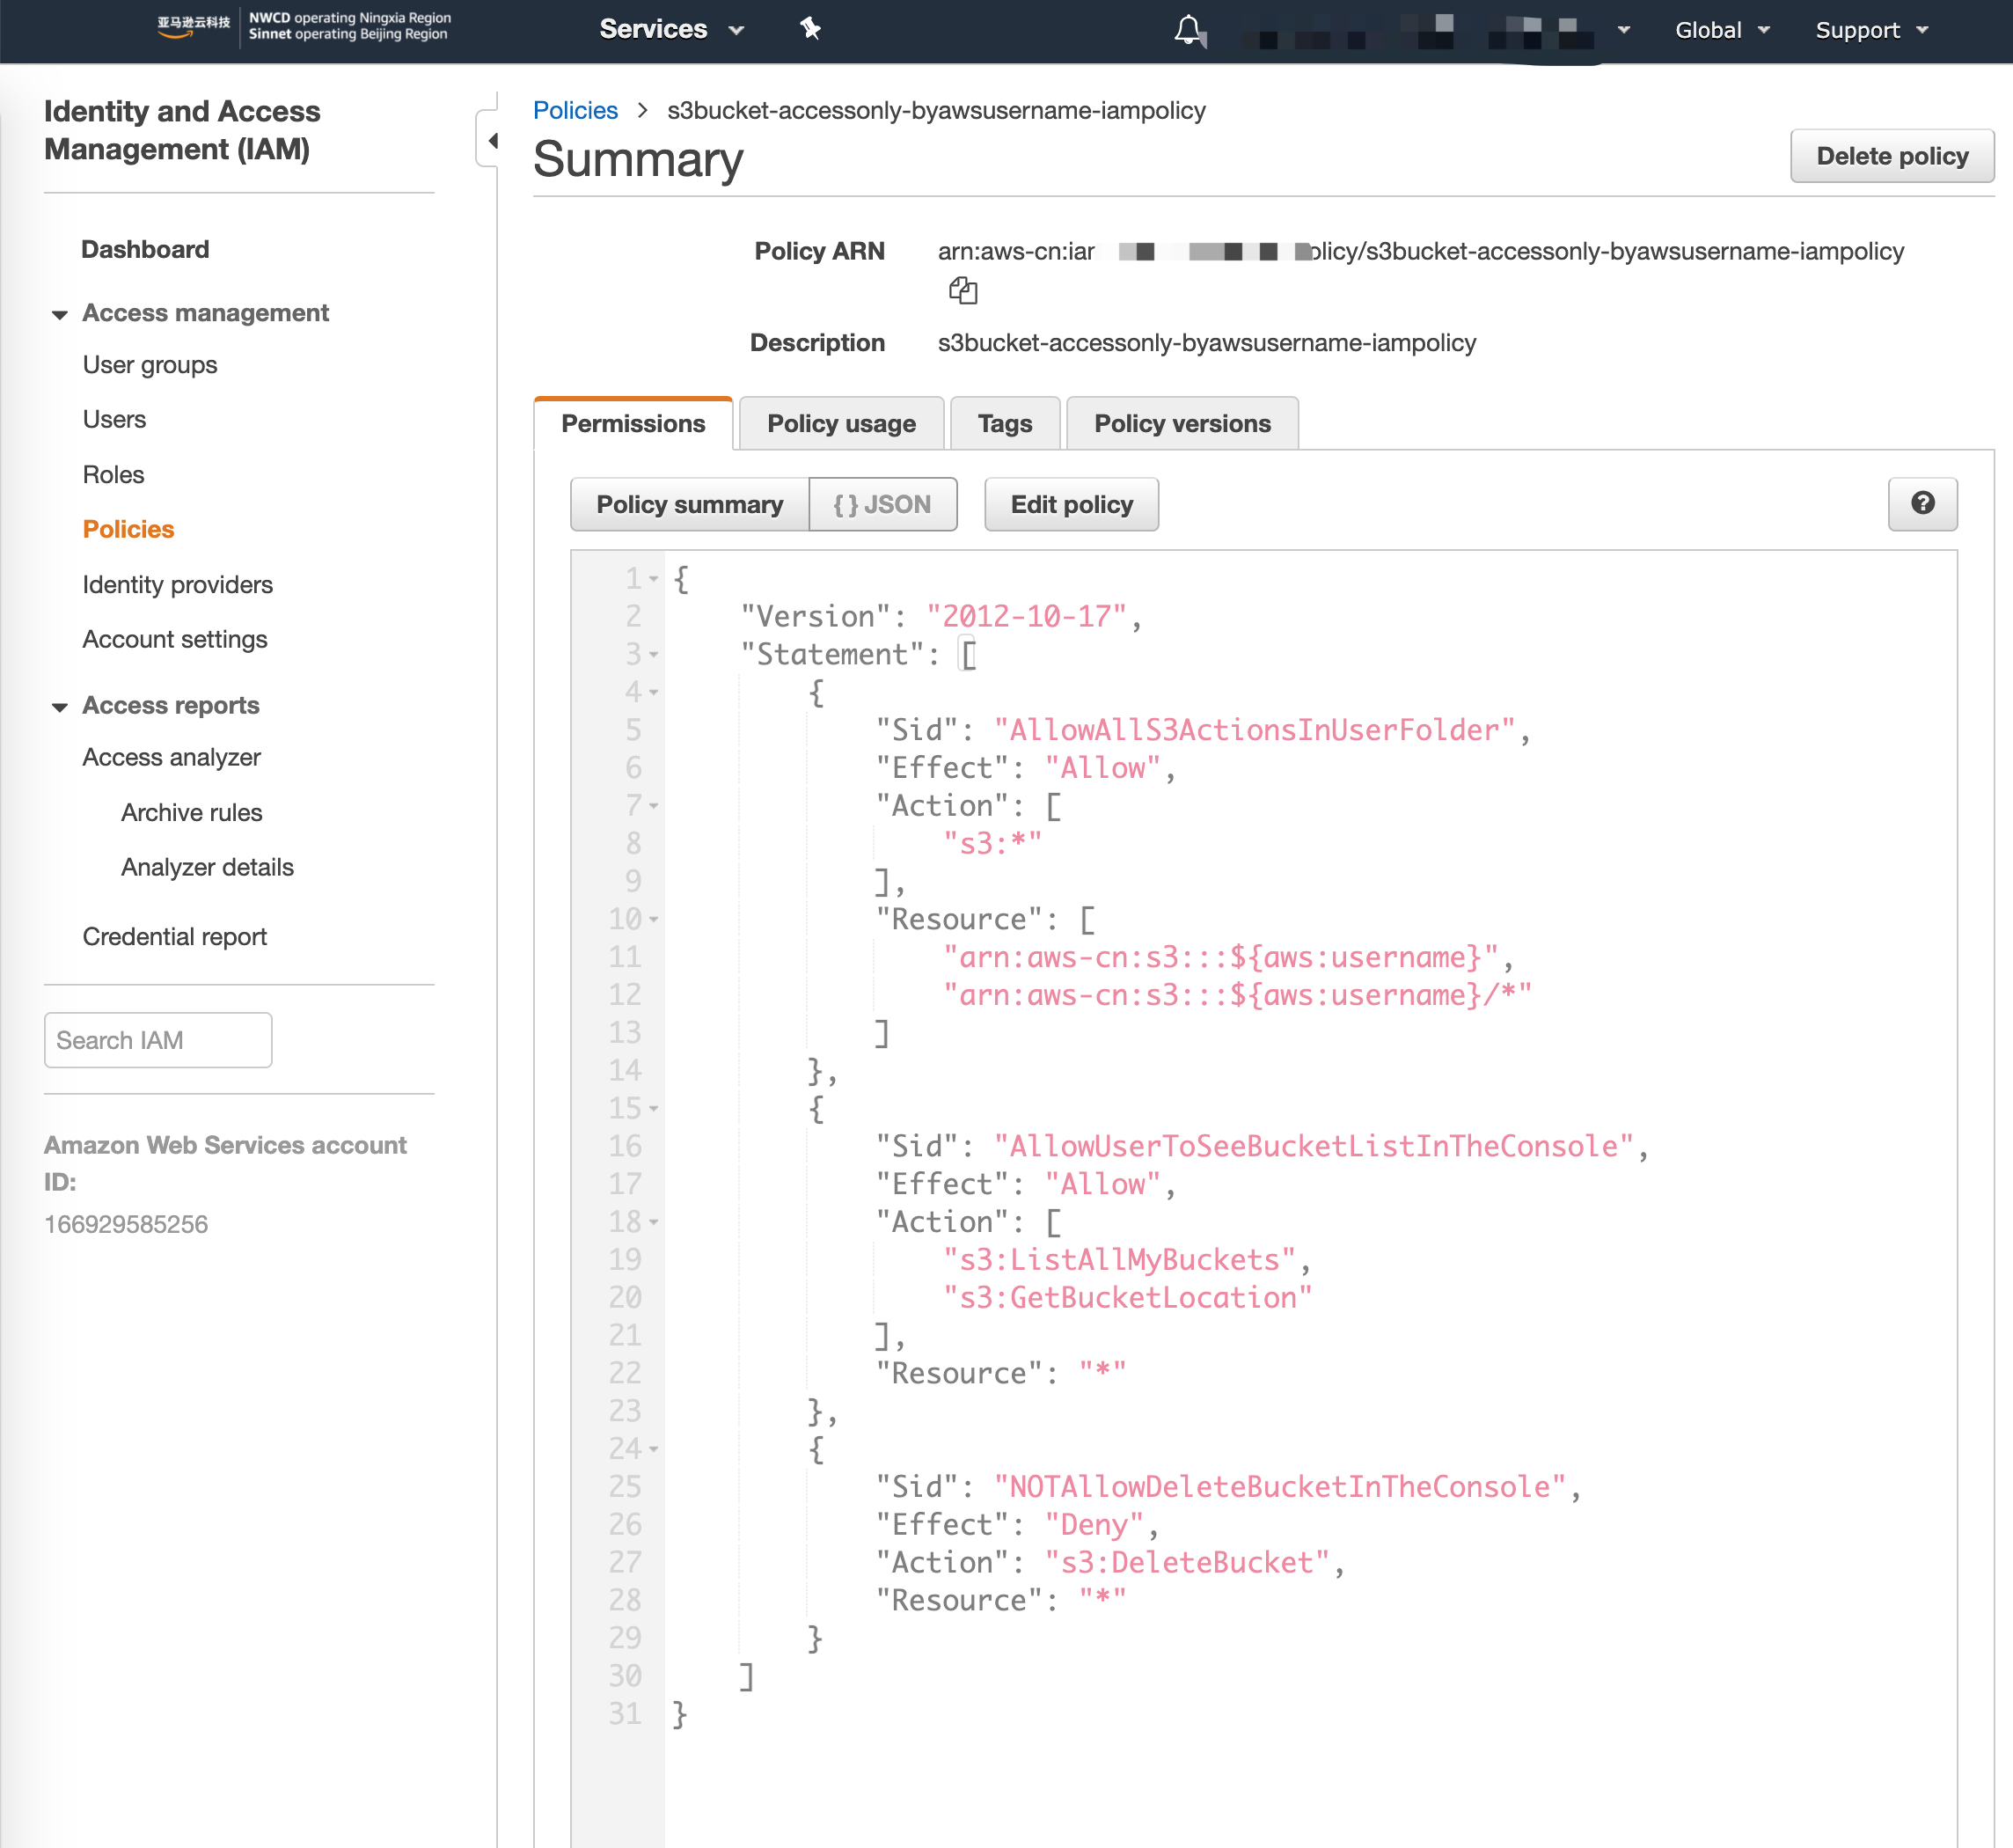 亚马逊云科技
NWCD operating Ningxia Region
Sinnet operating Beijing Region
Services
Global
Support
Identity and Access
Management (IAM)
Dashboard
Access management
User groups
Users
Roles
Policies
Identity providers
Account settings
Access reports
Access analyzer
Archive rules
Analyzer details
Credential report
Search IAM
Amazon Web Services account
ID:
166929585256
Policies > s3bucket-accessonly-byawsusername-iampolicy
Summary
Delete policy
Policy ARN arn:aws-cn:iam olicy/s3bucket-accessonly-byawsusername-iampolicy
Description s3bucket-accessonly-byawsusername-iampolicy
Permissions
Policy usage
Tags
Policy versions
Policy summary
{ } JSON
Edit policy
?
1 {
2 "Version": "2012-10-17",
3 "Statement": [
4 {
5 "Sid": "AllowAllS3ActionsInUserFolder",
6 "Effect": "Allow",
7 "Action": [
8 "s3:*"
9 ],
10 "Resource": [
11 "arn:aws-cn:s3:::${aws:username}",
12 "arn:aws-cn:s3:::${aws:username}/*"
13 ]
14 },
15 {
16 "Sid": "AllowUserToSeeBucketListInTheConsole",
17 "Effect": "Allow",
18 "Action": [
19 "s3:ListAllMyBuckets",
20 "s3:GetBucketLocation"
21 ],
22 "Resource": "*"
23 },
24 {
25 "Sid": "NOTAllowDeleteBucketInTheConsole",
26 "Effect": "Deny",
27 "Action": "s3:DeleteBucket",
28 "Resource": "*"
29 }
30 ]
31 }